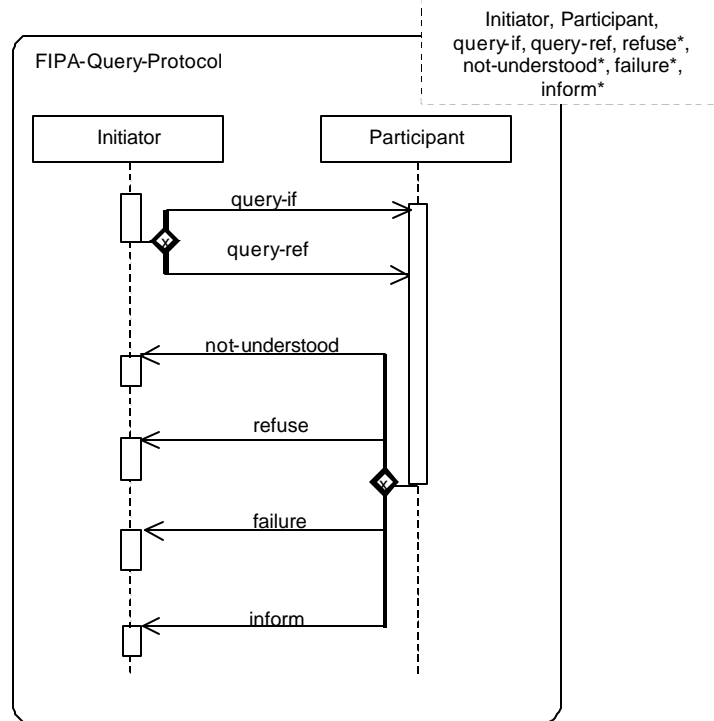 Initiator, Participant,
query-if, query-ref, refuse*,
not-understood*, failure*,
inform*
FIPA-Query-Protocol
Initiator
Participant
query-if
x
query-ref
not-understood
refuse
x
failure
inform